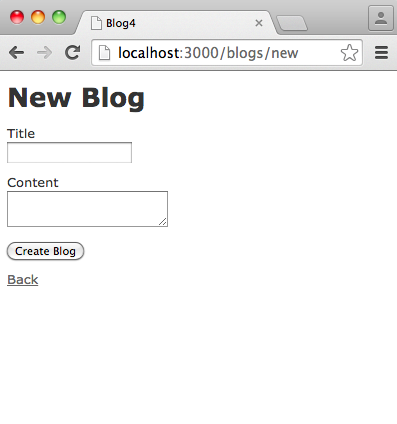 Blog4
localhost:3000/blogs/new
New Blog
Title
Content
Create Blog
Back